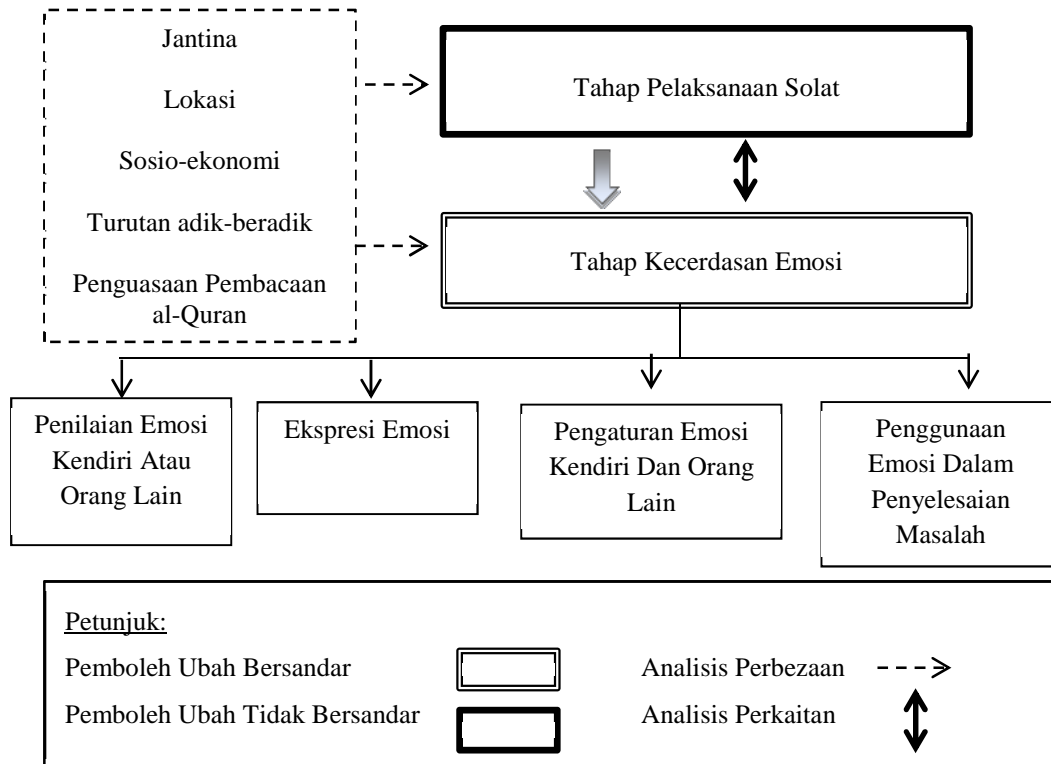 Jantina
Lokasi
Sosio-ekonomi
Turutan adik-beradik
Penguasaan Pembacaan
al-Quran
Tahap Pelaksanaan Solat
Tahap Kecerdasan Emosi
Penilaian Emosi
Kendiri Atau
Orang Lain
Ekspresi Emosi
Pengaturan Emosi
Kendiri Dan Orang
Lain
Penggunaan
Emosi Dalam
Penyelesaian
Masalah
Petunjuk:
Pemboleh Ubah Bersandar
Analisis Perbezaan
Pemboleh Ubah Tidak Bersandar
Analisis Perkaitan